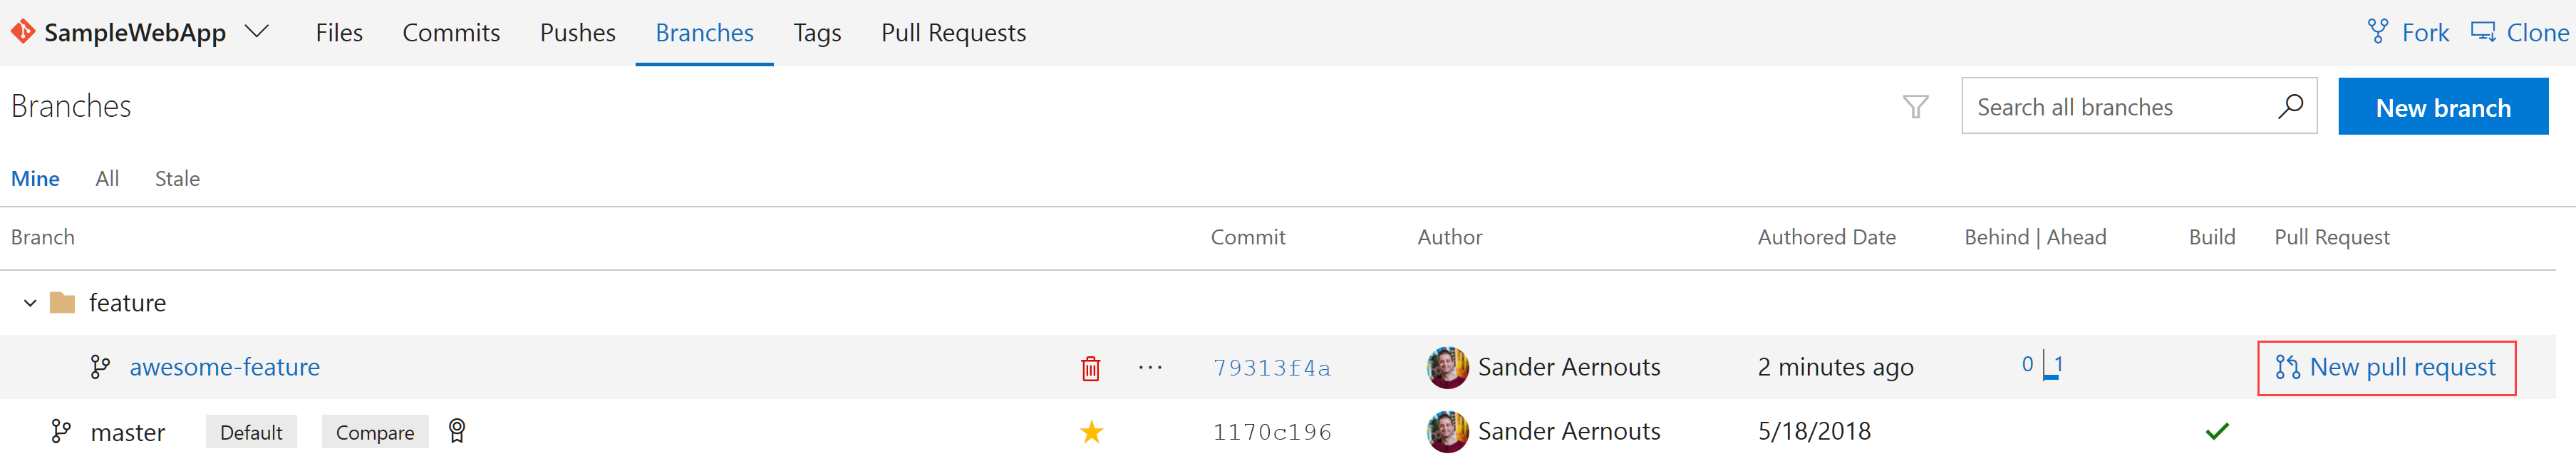 SampleWebApp Files Commits Pushes Branches Tags Pull Requests Fork Clone
Branches Search all branches New branch
Mine All Stale
Branch Commit Author Authored Date Behind | Ahead Build Pull Request
feature
awesome-feature ... 79313f4a Sander Aernouts 2 minutes ago 0 | 1 New pull request
master Default Compare 1170c196 Sander Aernouts 5/18/2018